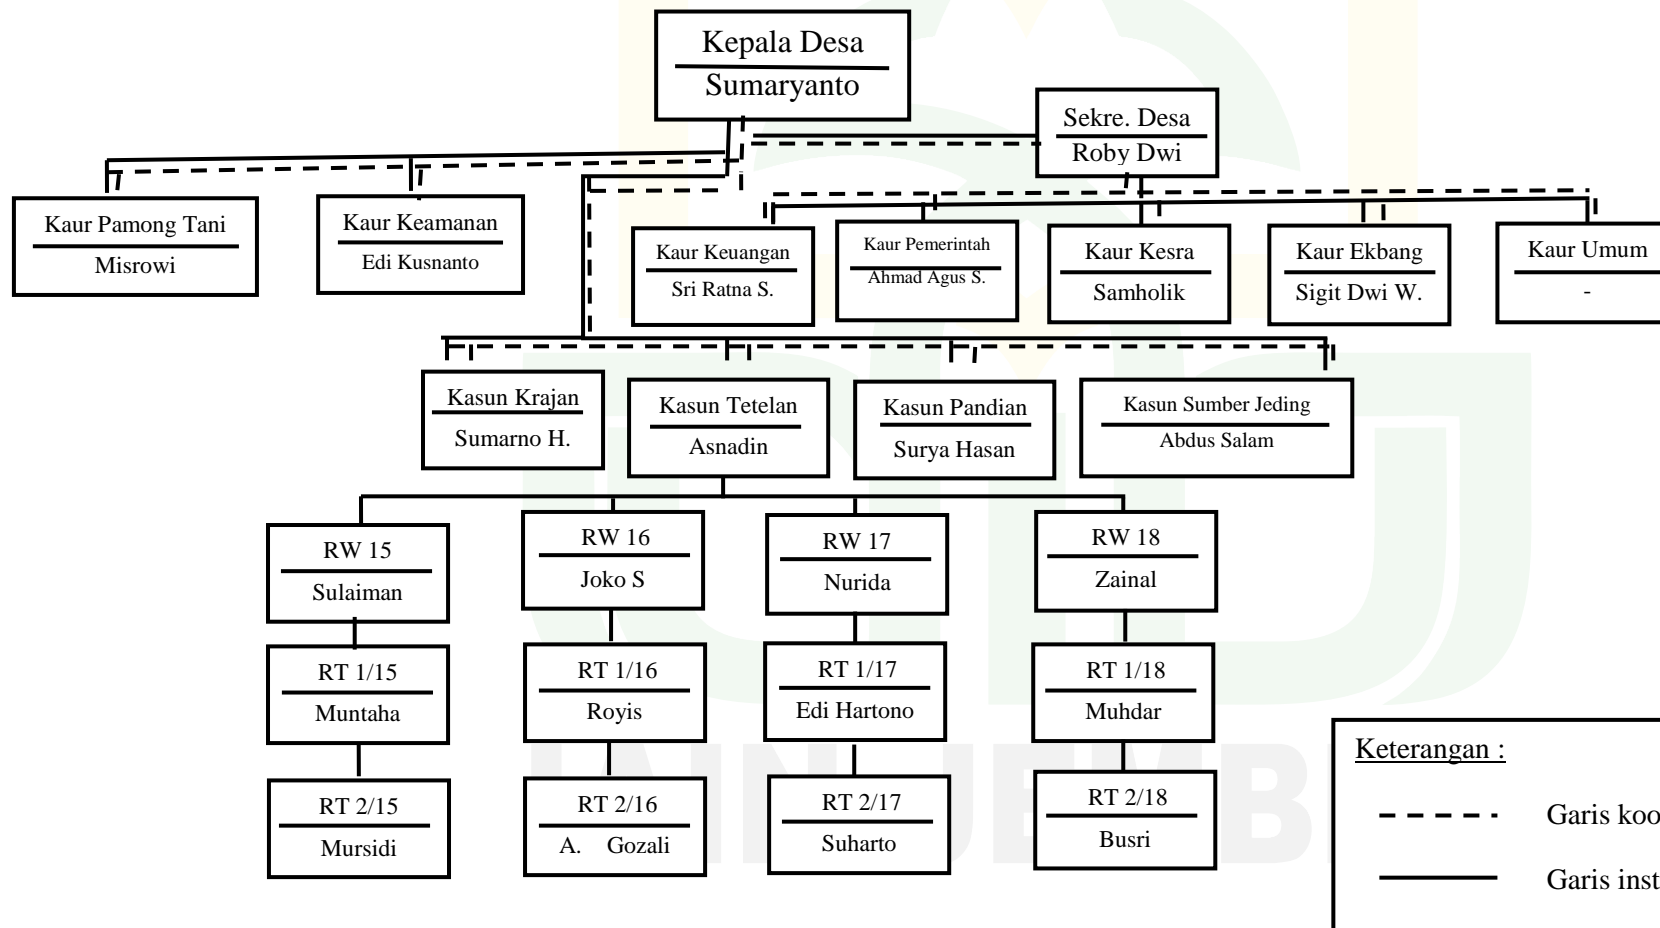 Kepala Desa
Sumaryanto
Sekre. Desa
Roby Dwi
Kaur Pamong Tani
Misrowi
Kaur Keamanan
Edi Kusnanto
Kaur Keuangan
Sri Ratna S.
Kaur Pemerintah
Ahmad Agus S.
Kaur Kesra
Samholik
Kaur Ekbang
Sigit Dwi W.
Kaur Umum
-
Kasun Krajan
Sumarno H.
Kasun Tetelan
Asnadin
Kasun Pandian
Surya Hasan
Kasun Sumber Jeding
Abdus Salam
RW 15
Sulaiman
RW 16
Joko S
RW 17
Nurida
RW 18
Zainal
RT 1/15
Muntaha
RT 1/16
Royis
RT 1/17
Edi Hartono
RT 1/18
Muhdar
RT 2/15
Mursidi
RT 2/16
A. Gozali
RT 2/17
Suharto
RT 2/18
Busri
Keterangan :
Garis koo
Garis inst